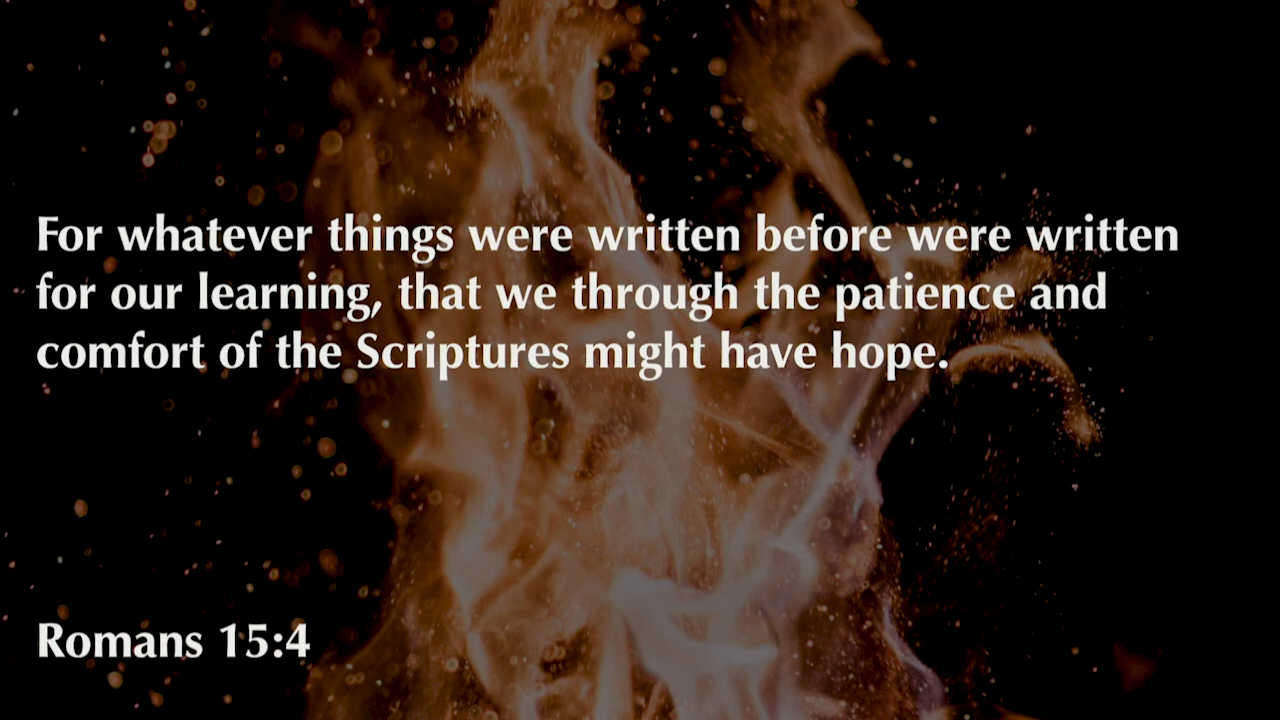 For whatever things were written before were written
for our learning, that we through the patience and
comfort of the Scriptures might have hope.
Romans 15:4